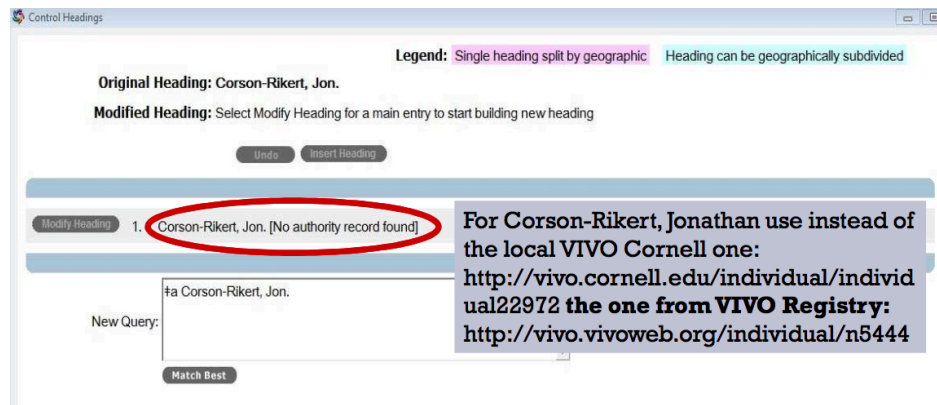 Control Headings
Legend: Single heading split by geographic Heading can be geographically subdivided
Original Heading: Corson-Rikert, Jon.
Modified Heading: Select Modify Heading for a main entry to start building new heading
Undo Insert Heading
Modify Heading 1. Corson-Rikert, Jon. [No authority record found]
For Corson-Rikert, Jonathan use instead of
the local VIVO Cornell one:
http://vivo.cornell.edu/individual/individ
ual22972 the one from VIVO Registry:
http://vivo.vivoweb.org/individual/n5444
New Query:
‡a Corson-Rikert, Jon.
Match Best